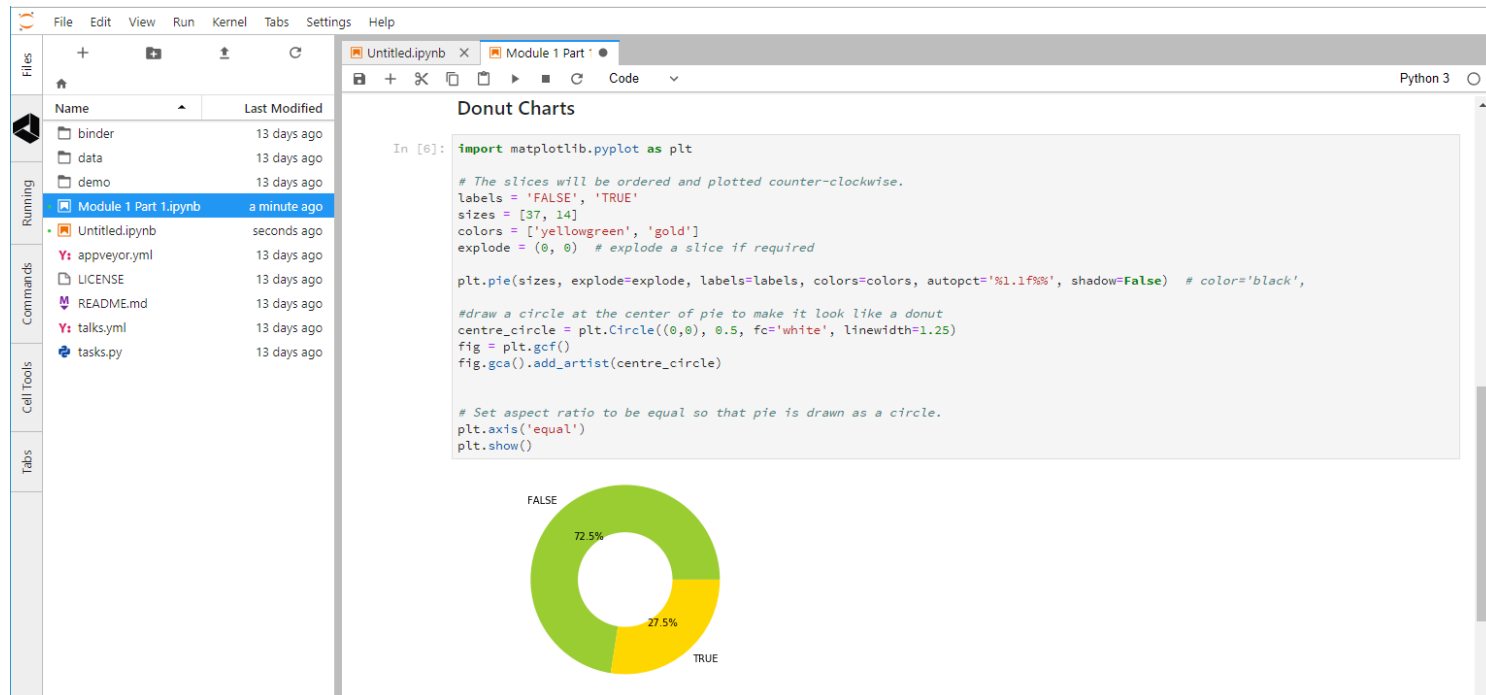 File Edit View Run Kernel Tabs Settings Help
Files
Running
Commands
Cell Tools
Tabs
Name Last Modified
binder 13 days ago
data 13 days ago
demo 13 days ago
Module 1 Part 1.ipynb a minute ago
Untitled.ipynb seconds ago
Y: appveyor.yml 13 days ago
LICENSE 13 days ago
M README.md 13 days ago
Y: talks.yml 13 days ago
tasks.py 13 days ago
Untitled.ipynb Module 1 Part 1
Code Python 3
Donut Charts
In [6]: import matplotlib.pyplot as plt
# The slices will be ordered and plotted counter-clockwise.
labels = 'FALSE', 'TRUE'
sizes = [37, 14]
colors = ['yellowgreen', 'gold']
explode = (0, 0)  # explode a slice if required
plt.pie(sizes, explode=explode, labels=labels, colors=colors, autopct='%1.1f%%', shadow=False)  # color='black',
#draw a circle at the center of pie to make it look like a donut
centre_circle = plt.Circle((0,0), 0.5, fc='white', linewidth=1.25)
fig = plt.gcf()
fig.gca().add_artist(centre_circle)
# Set aspect ratio to be equal so that pie is drawn as a circle.
plt.axis('equal')
plt.show()
FALSE
72.5%
27.5%
TRUE